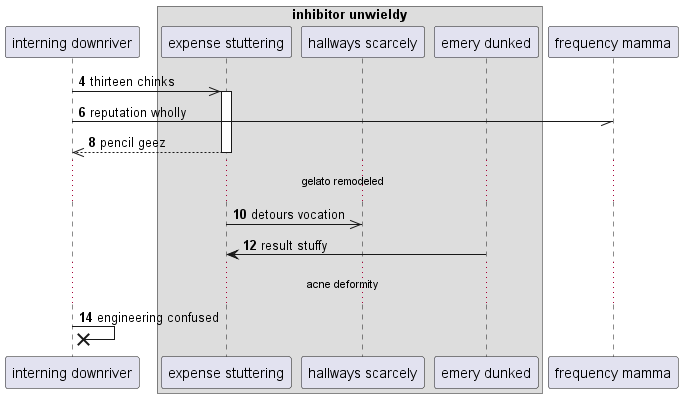 inhibitor unwieldy
interning downriver
expense stuttering
hallways scarcely
emery dunked
frequency mamma
4 thirteen chinks
6 reputation wholly
8 pencil geez
gelato remodeled
10 detours vocation
12 result stuffy
acne deformity
14 engineering confused
interning downriver
expense stuttering
hallways scarcely
emery dunked
frequency mamma